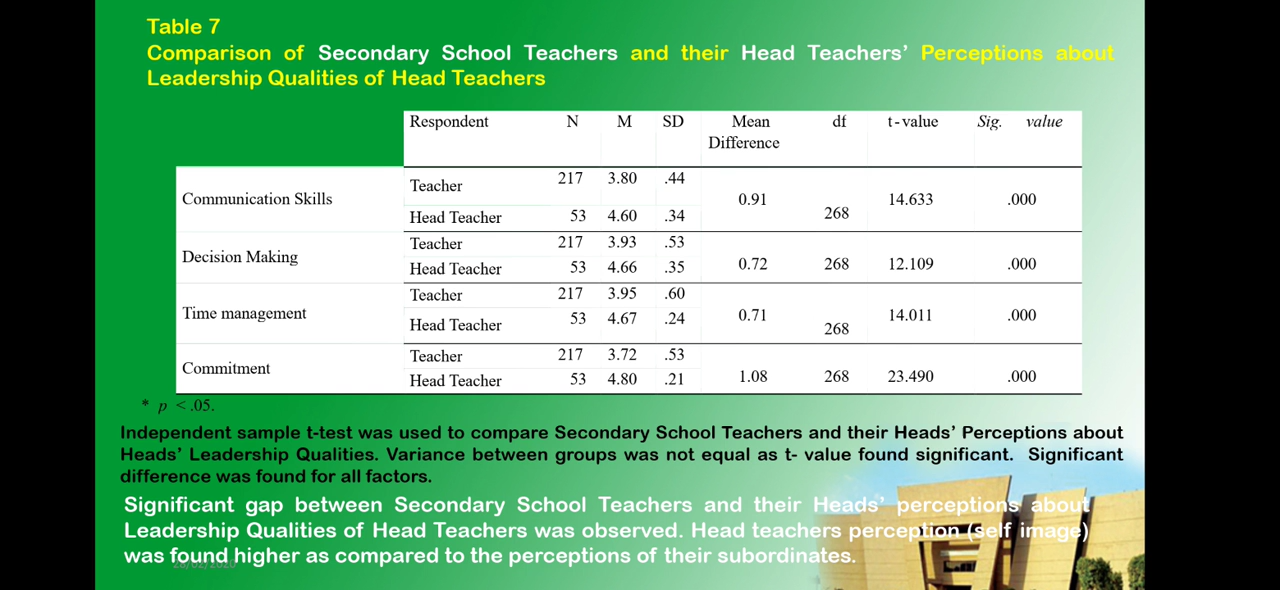 Table 7
Comparison of Secondary School Teachers and their Head Teachers’ Perceptions about
Leadership Qualities of Head Teachers
Respondent N M SD Mean Difference df t-value Sig. value
Communication Skills
Teacher 217 3.80 .44
Head Teacher 53 4.60 .34
0.91 268 14.633 .000
Decision Making
Teacher 217 3.93 .53
Head Teacher 53 4.66 .35
0.72 268 12.109 .000
Time management
Teacher 217 3.95 .60
Head Teacher 53 4.67 .24
0.71 268 14.011 .000
Commitment
Teacher 217 3.72 .53
Head Teacher 53 4.80 .21
1.08 268 23.490 .000
* p < .05.
Independent sample t-test was used to compare Secondary School Teachers and their Heads’ Perceptions about
Heads’ Leadership Qualities. Variance between groups was not equal as t- value found significant. Significant
difference was found for all factors.
Significant gap between Secondary School Teachers and their Heads’ perceptions about
Leadership Qualities of Head Teachers was observed. Head teachers perception (self image)
was found higher as compared to the perceptions of their subordinates.
28/02/2020